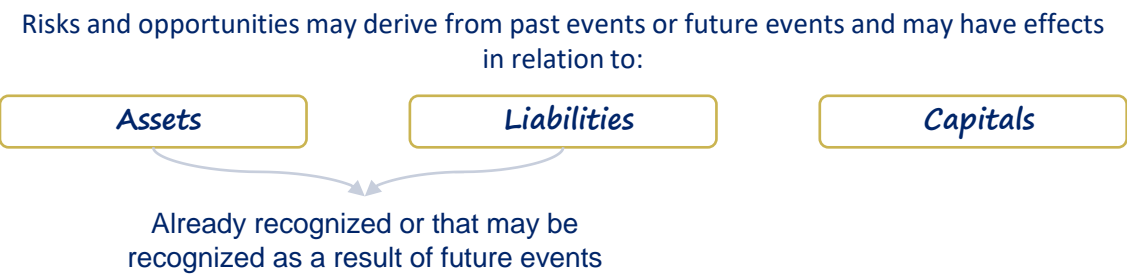 Risks and opportunities may derive from past events or future events and may have effects
in relation to:
Assets
Liabilities
Capitals
Already recognized or that may be
recognized as a result of future events